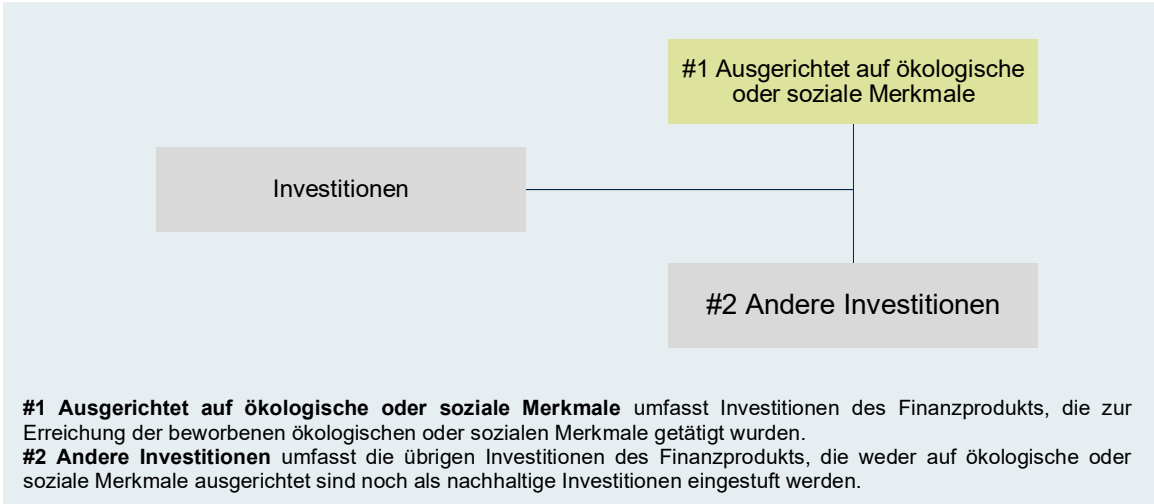 #1 Ausgerichtet auf ökologische
oder soziale Merkmale
Investitionen
#2 Andere Investitionen
#1 Ausgerichtet auf ökologische oder soziale Merkmale umfasst Investitionen des Finanzprodukts, die zur
Erreichung der beworbenen ökologischen oder sozialen Merkmale getätigt wurden.
#2 Andere Investitionen umfasst die übrigen Investitionen des Finanzprodukts, die weder auf ökologische oder
soziale Merkmale ausgerichtet sind noch als nachhaltige Investitionen eingestuft werden.